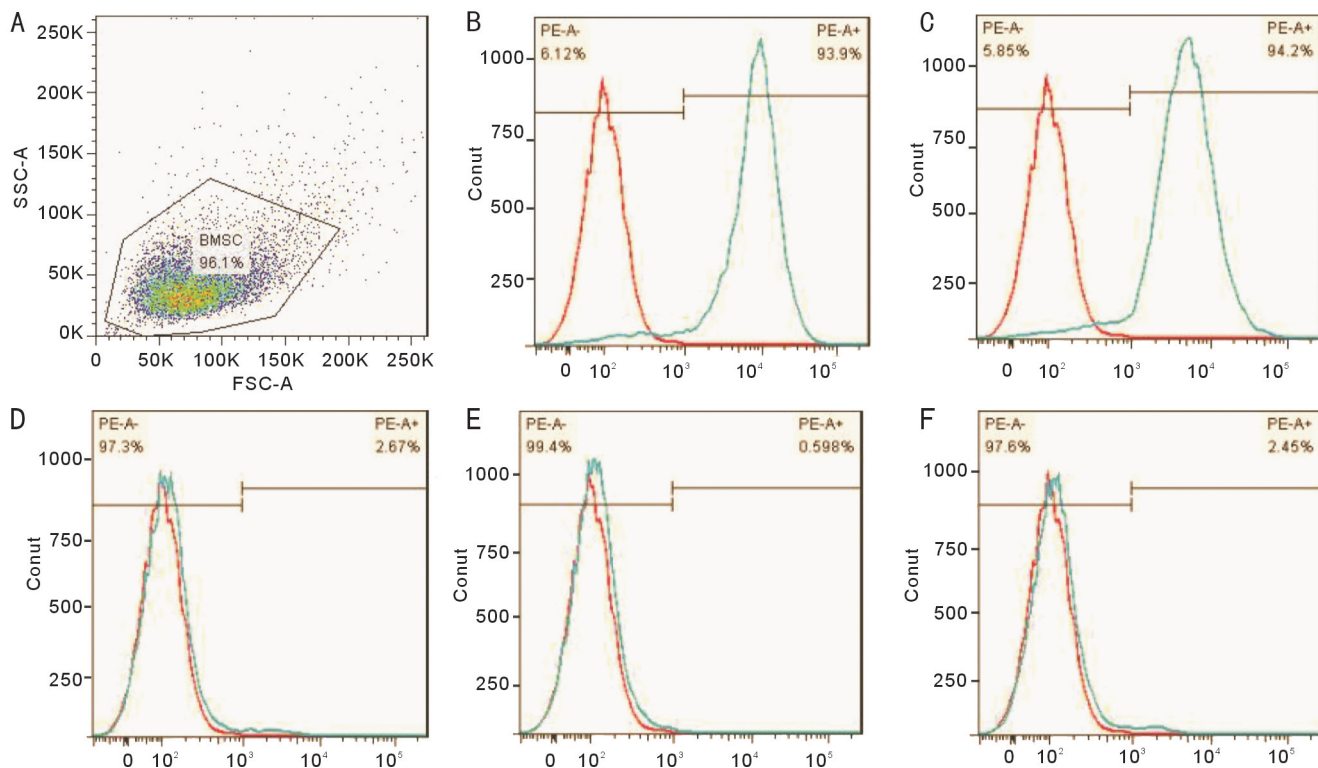 A
250K
200K
150K
100K
50K
0K
SSC-A
BMSC
96.1%
0 50K 100K 150K 200K 250K
FSC-A
B
PE-A- PE-A+
6.12% 93.9%
1000
750
500
250
Conut
0 10² 10³ 10⁴ 10⁵
C
PE-A- PE-A+
5.85% 94.2%
1000
750
500
250
Conut
0 10² 10³ 10⁴ 10⁵
D
PE-A- PE-A+
97.3% 2.67%
1000
750
500
250
Conut
0 10² 10³ 10⁴ 10⁵
E
PE-A- PE-A+
99.4% 0.598%
1000
750
500
250
Conut
0 10² 10³ 10⁴ 10⁵
F
PE-A- PE-A+
97.6% 2.45%
1000
750
500
250
Conut
0 10² 10³ 10⁴ 10⁵